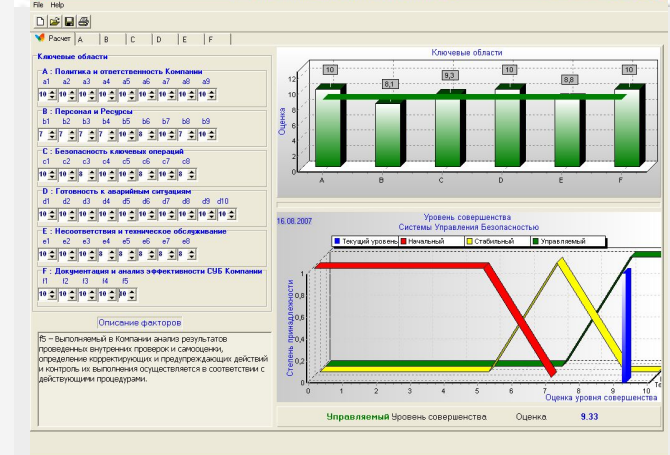 File Help
Расчет A B C D E F
Ключевые области
A : Политика и ответственность Компании
a1 a2 a3 a4 a5 a6 a7 a8 a9
10 10 10 10 10 10 10 10 10
B : Персонал и Ресурсы
b1 b2 b3 b4 b5 b6 b7 b8 b9
7 7 7 7 10 8 10 7 10
C : Безопасность ключевых операций
c1 c2 c3 c4 c5 c6 c7 c8
10 10 8 10 10 10 8
D : Готовность к аварийным ситуациям
d1 d2 d3 d4 d5 d6 d7 d8 d9 d10
10 10 10 10 10 10 10 10 10 10
E : Несоответствия и техническое обслуживание
e1 e2 e3 e4 e5 e6 e7 e8
10 10 10 8 8 8 8 8
F : Документация и анализ эффективности СУБ Компании
f1 f2 f3 f4 f5
10 10 10 10 10
Описание факторов
f5 – Выполняемый в Компании анализ результатов
проведенных внутренних проверок и самооценки,
определение корректирующих и предупреждающих действий
и контроль их выполнения осуществляется в соответствии с
действующими процедурами.
Ключевые области
10 8,1 9,3 10 8,8 10
Оценка
12
10
8
6
4
2
0
A B C D E F
16.08.2007
Уровень совершенства
Системы Управления Безопасностью
Текущий уровень Начальный Стабильный Управляемый
Степень принадлежности
1
0,8
0,6
0,4
0,2
0
0 1 2 3 4 5 6 7 8 9 10
Оценка уровня совершенства
Управляемый Уровень совершенства Оценка 9.33